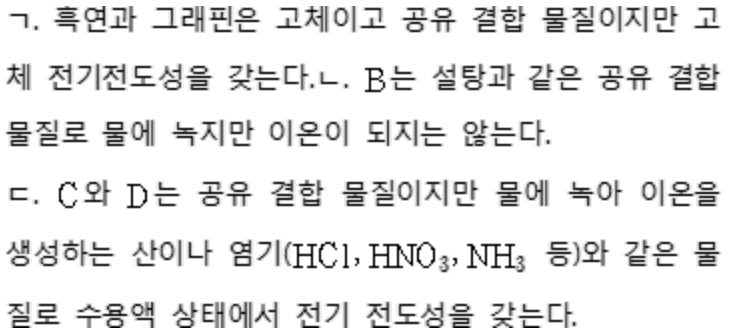 ㄱ. 흑연과 그래핀은 고체이고 공유 결합 물질이지만 고
체 전기전도성을 갖는다.ㄴ. B는 설탕과 같은 공유 결합
물질로 물에 녹지만 이온이 되지는 않는다.
ㄷ. C와 D는 공유 결합 물질이지만 물에 녹아 이온을
생성하는 산이나 염기(HCl, HNO₃, NH₃ 등)와 같은 물
질로 수용액 상태에서 전기 전도성을 갖는다.